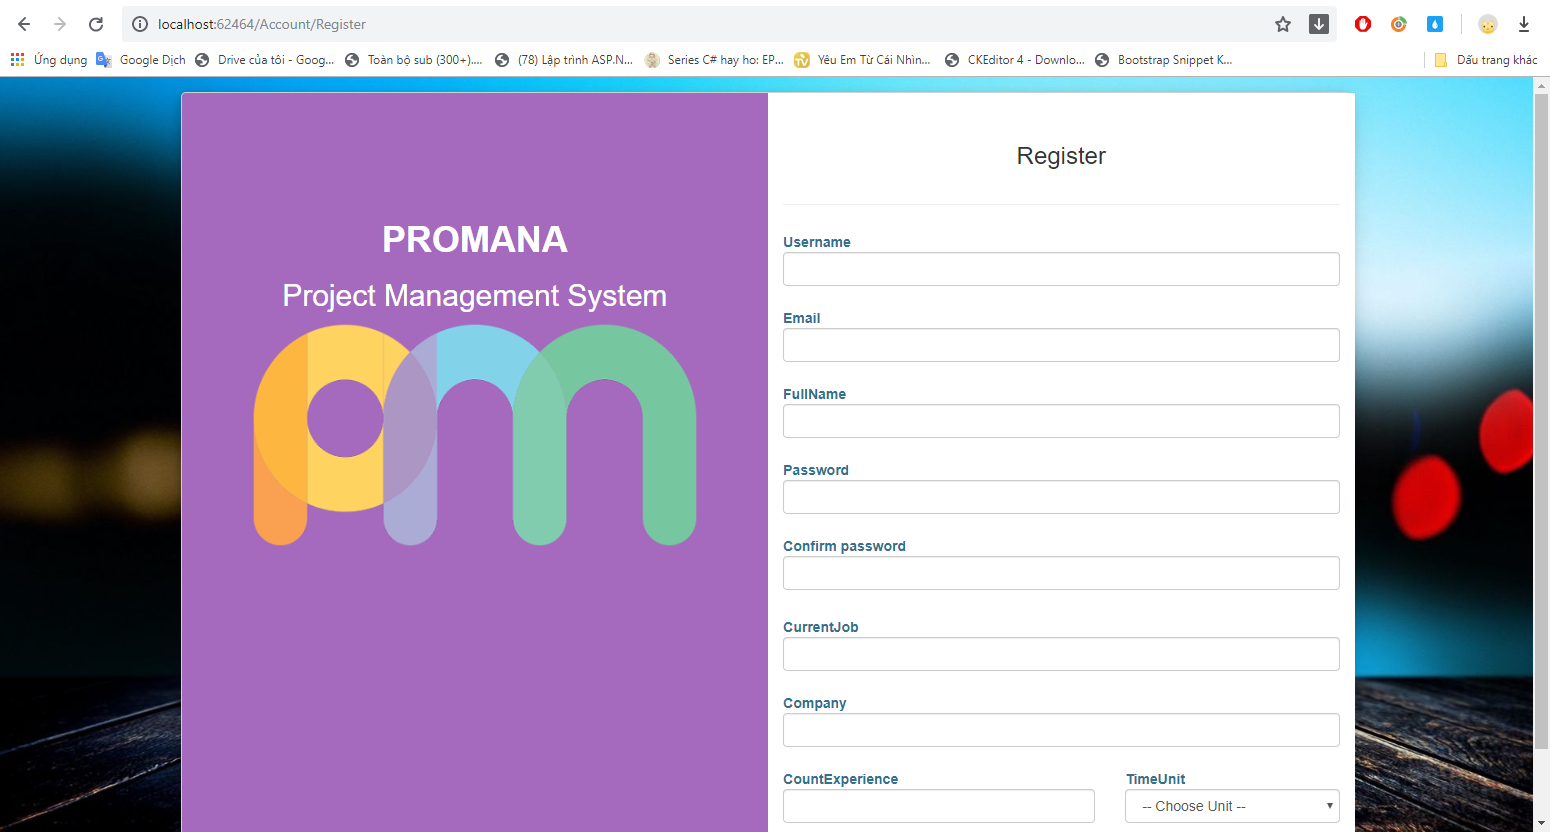 localhost:62464/Account/Register
Ứng dụng
Google Dịch
Drive của tôi - Goog...
Toàn bộ sub (300+)....
(78) Lập trình ASP.N...
Series C# hay ho: EP...
Yêu Em Từ Cái Nhìn...
CKEditor 4 - Downlo...
Bootstrap Snippet K...
Dấu trang khác
PROMANA
Project Management System
pm
Register
Username
Email
FullName
Password
Confirm password
CurrentJob
Company
CountExperience
TimeUnit
-- Choose Unit --